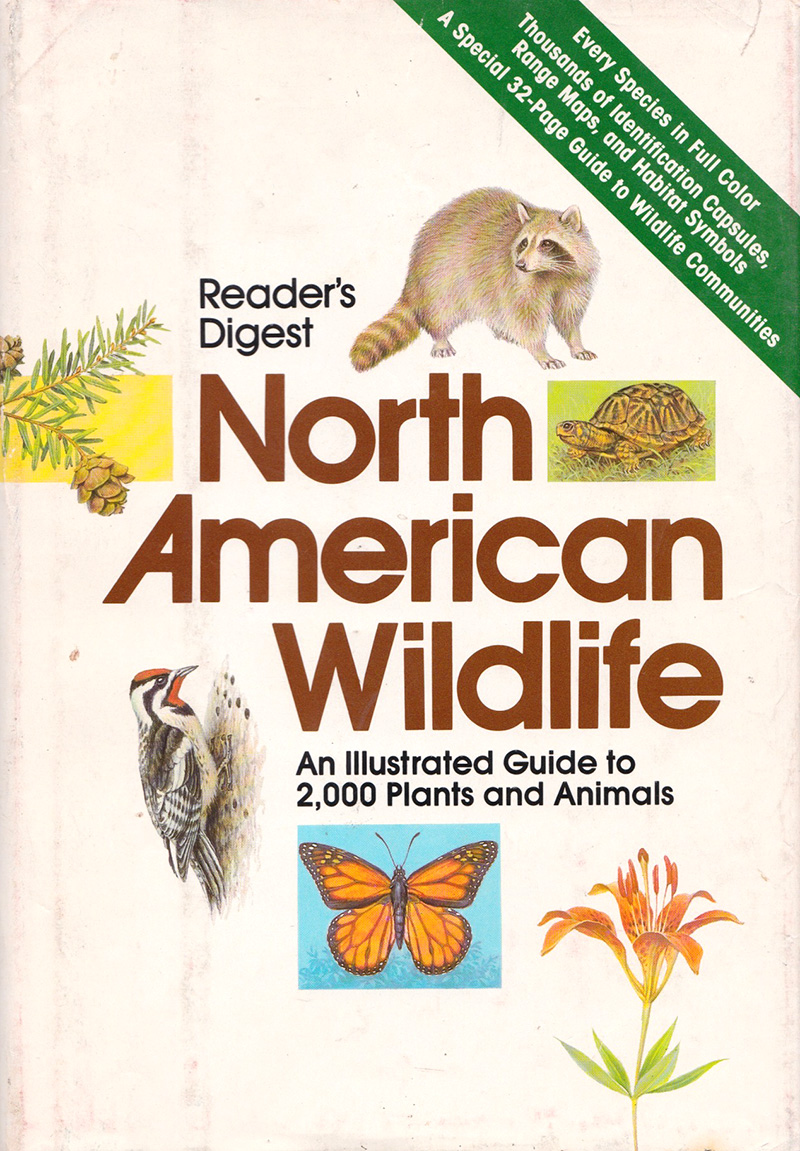 Every Species in Full Color
Thousands of Identification Capsules,
Range Maps, and Habitat Symbols
A Special 32-Page Guide to Wildlife Communities
Reader's
Digest
North
American
Wildlife
An Illustrated Guide to
2,000 Plants and Animals